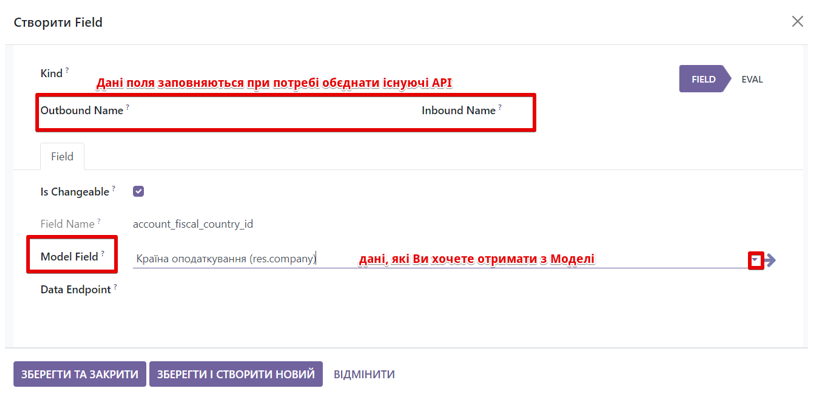 Створити Field
Kind ?
Дані поля заповняються при потребі обєднати існуючі АРІ
FIELD
EVAL
Outbound Name ?
Inbound Name ?
Field
Is Changeable ?
Field Name ?
account_fiscal_country_id
Model Field ?
Країна оподаткування (res.company)
дані, які Ви хочете отримати з Моделі
Data Endpoint ?
ЗБЕРЕГТИ ТА ЗАКРИТИ
ЗБЕРЕГТИ І СТВОРИТИ НОВИЙ
ВІДМІНИТИ